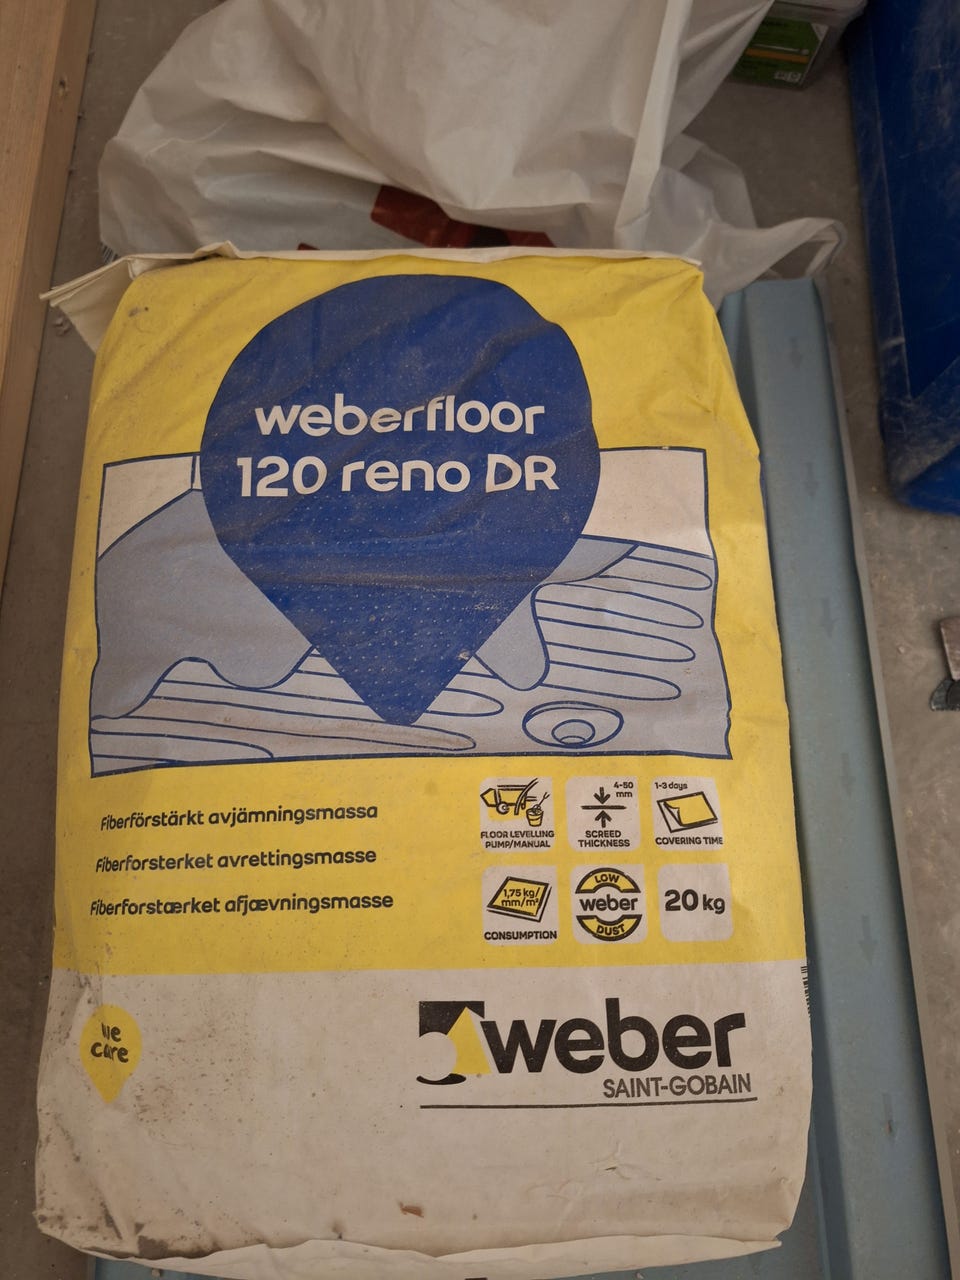 weberfloor
120 reno DR
Fiberförstärkt avjämningsmassa
Fiberforsterket avrettingsmasse
Fiberforstærket afjævningsmasse
FLOOR LEVELLING
PUMP/MANUAL
4-50
mm
SCREED
THICKNESS
1-3 days
COVERING TIME
1,75 kg/
mm/m²
CONSUMPTION
LOW
weber
DUST
20 kg
we
care
weber
SAINT-GOBAIN